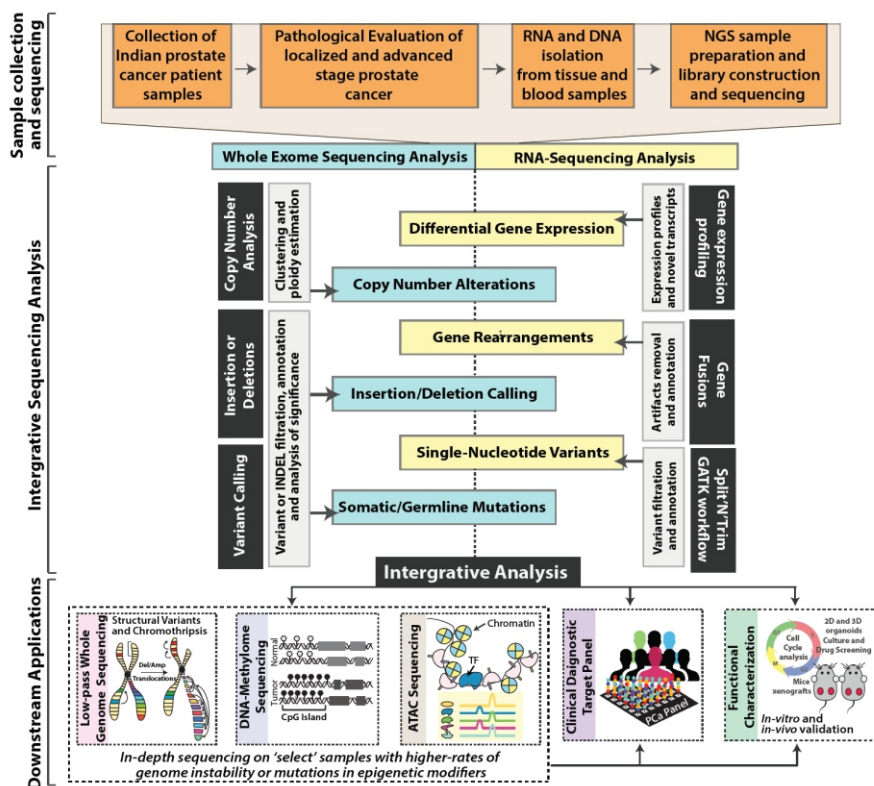 Sample collection
and sequencing
Collection of
Indian prostate
cancer patient
samples
Pathological Evaluation of
localized and advanced
stage prostate
cancer
RNA and DNA
isolation
from tissue and
blood samples
NGS sample
preparation and
library construction
and sequencing
Whole Exome Sequencing Analysis
RNA-Sequencing Analysis
Intergrative Sequencing Analysis
Copy Number
Analysis
Clustering and
ploidy estimation
Differential Gene Expression
Expression profiles
and novel transcripts
Gene expression
profiling
Copy Number Alterations
Insertion or
Deletions
Variant or INDEL filtration, annotation
and analysis of significance
Gene Rearrangements
Artifacts removal
and annotation
Gene
Fusions
Insertion/Deletion Calling
Variant Calling
Single-Nucleotide Variants
Variant filtration
and annotation
Split'N'Trim
GATK workflow
Somatic/Germline Mutations
Intergrative Analysis
Downstream Applications
Low-pass Whole
Genome Sequencing
Structural Variants
and Chromothripsis
Del/Amp
Translocations
DNA-Methylome
Sequencing
Normal
Tumor
CpG Island
ATAC Sequencing
Chromatin
TF
Clinical Daignostic
Target Panel
PCa Panel
Functional
Characterization
2D and 3D
organoids
Culture and
Drug Screening
Cell
Cycle
analysis
M
Mice
xenografts
In-vitro and
in-vivo validation
In-depth sequencing on 'select' samples with higher-rates of
genome instability or mutations in epigenetic modifiers